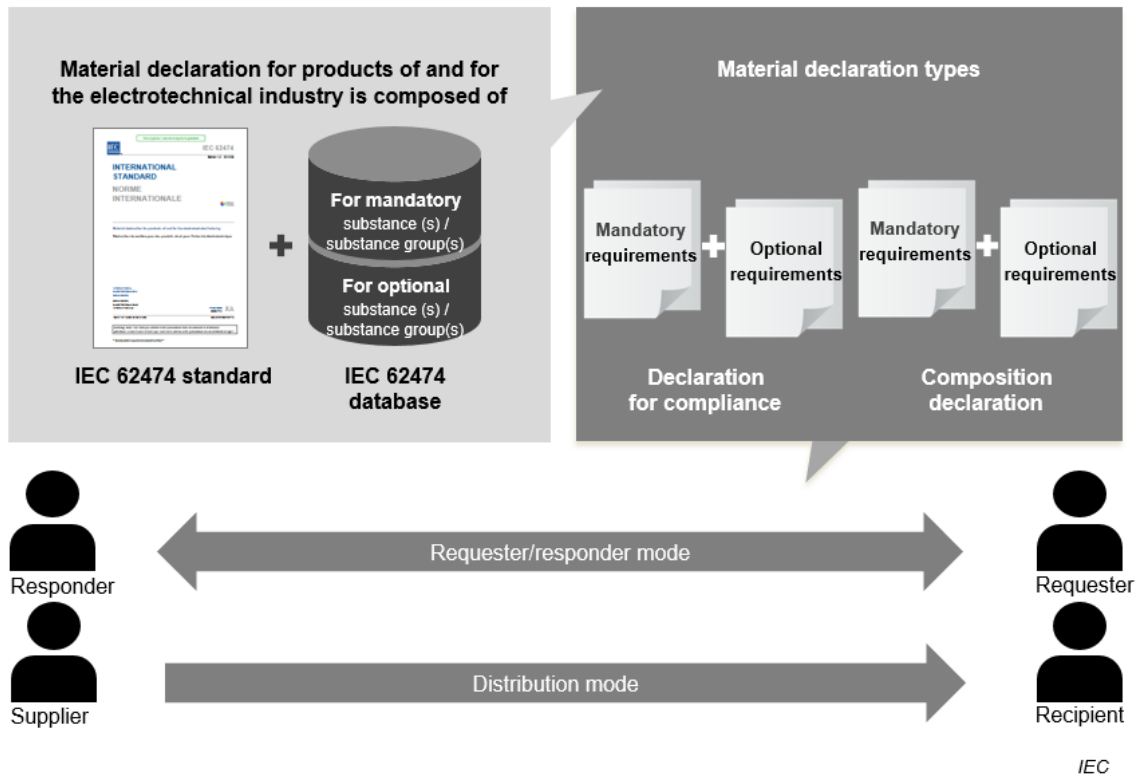 Material declaration for products of and for
the electrotechnical industry is composed of
IEC
IEC 62474
INTERNATIONAL
STANDARD
NORME
INTERNATIONALE
For mandatory
substance (s) /
substance group(s)
For optional
substance (s) /
substance group(s)
IEC 62474 standard
IEC 62474
database
Material declaration types
Mandatory
requirements
Optional
requirements
Mandatory
requirements
Optional
requirements
Declaration
for compliance
Composition
declaration
Responder
Requester/responder mode
Requester
Supplier
Distribution mode
Recipient
IEC